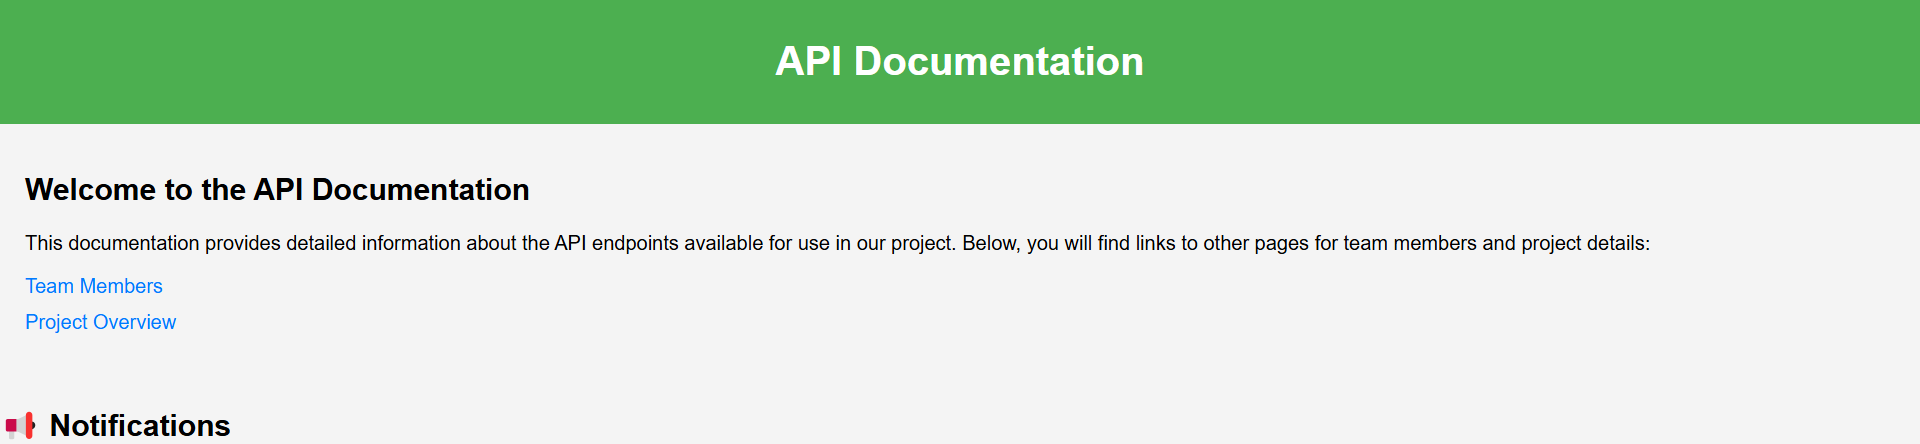 API Documentation
Welcome to the API Documentation
This documentation provides detailed information about the API endpoints available for use in our project. Below, you will find links to other pages for team members and project details:
Team Members
Project Overview
Notifications